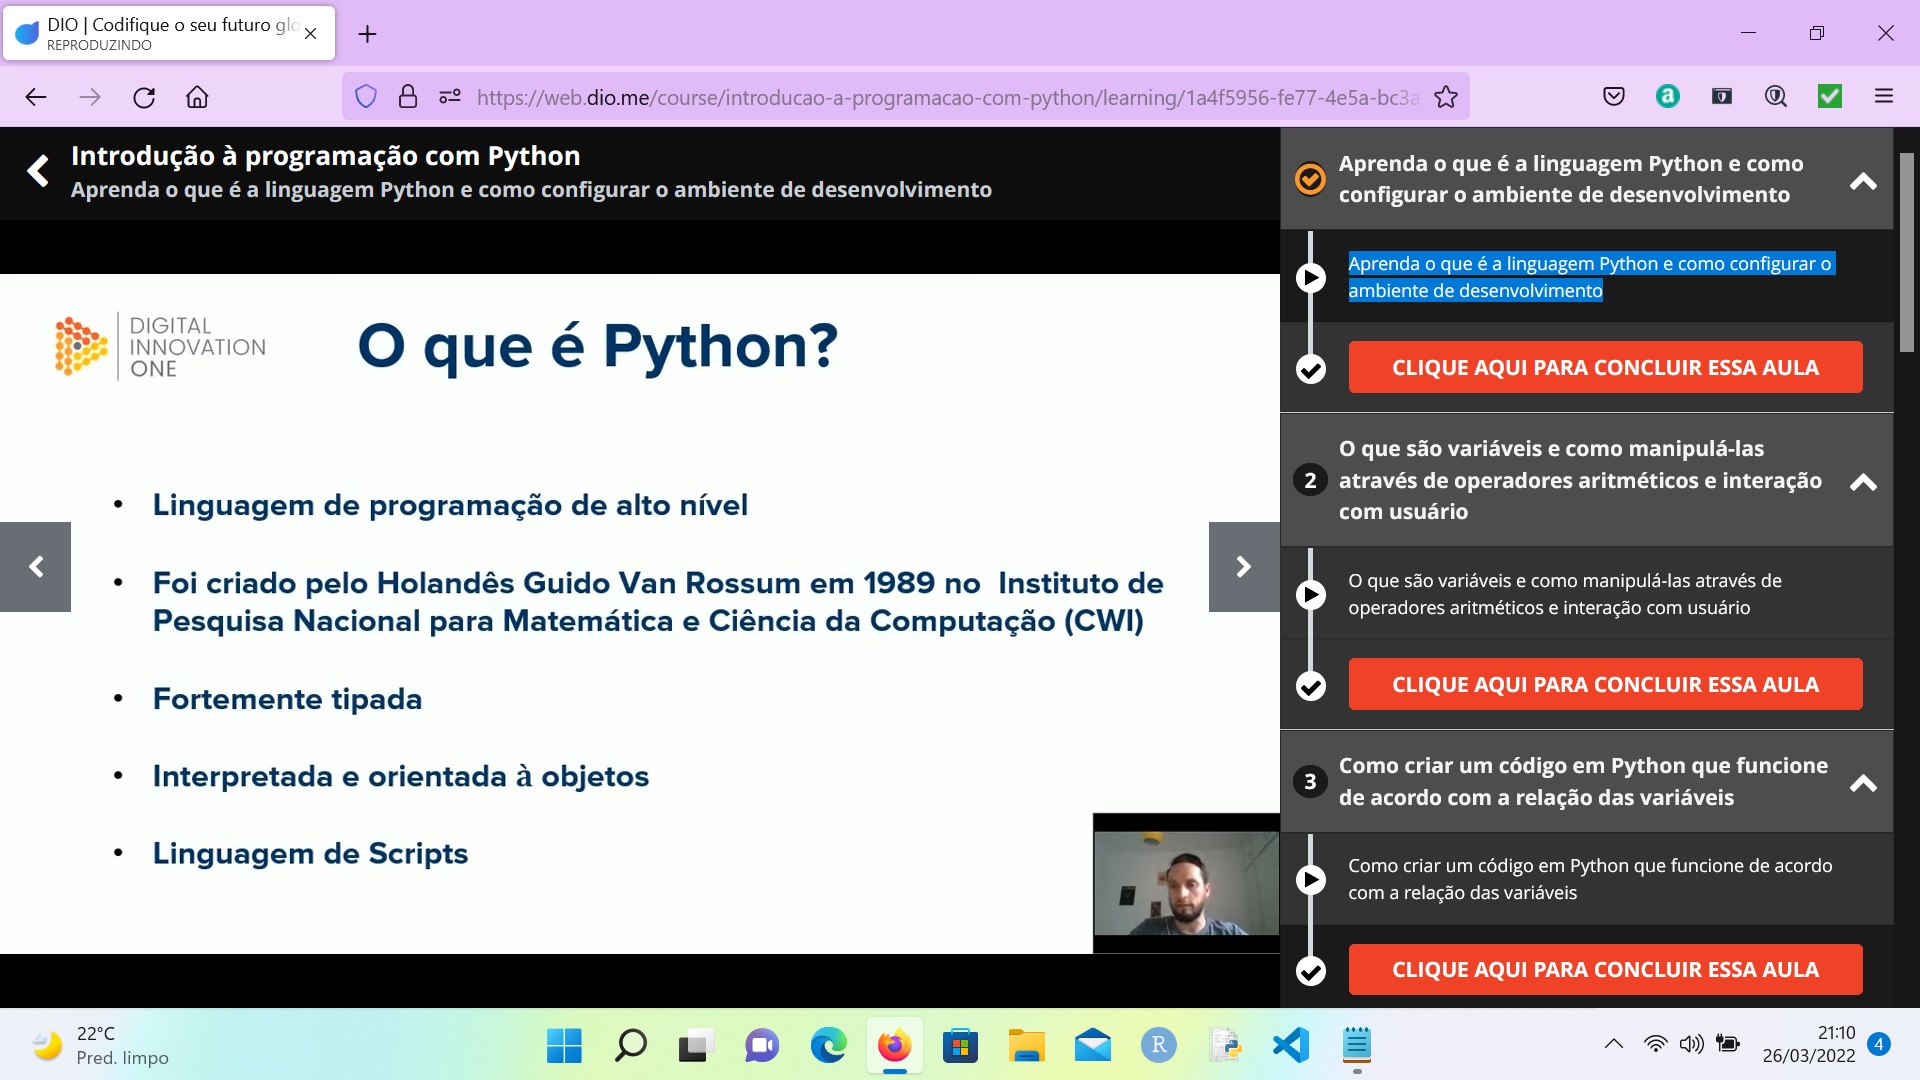 DIO | Codifique o seu futuro glo
REPRODUZINDO
https://web.dio.me/course/introducao-a-programacao-com-python/learning/1a4f5956-fe77-4e5a-bc3a
Introdução à programação com Python
Aprenda o que é a linguagem Python e como configurar o ambiente de desenvolvimento
DIGITAL
INNOVATION
ONE
O que é Python?
• Linguagem de programação de alto nível
• Foi criado pelo Holandês Guido Van Rossum em 1989 no Instituto de
Pesquisa Nacional para Matemática e Ciência da Computação (CWI)
• Fortemente tipada
• Interpretada e orientada à objetos
• Linguagem de Scripts
Aprenda o que é a linguagem Python e como
configurar o ambiente de desenvolvimento
Aprenda o que é a linguagem Python e como configurar o
ambiente de desenvolvimento
CLIQUE AQUI PARA CONCLUIR ESSA AULA
2
O que são variáveis e como manipulá-las
através de operadores aritméticos e interação
com usuário
O que são variáveis e como manipulá-las através de
operadores aritméticos e interação com usuário
CLIQUE AQUI PARA CONCLUIR ESSA AULA
3
Como criar um código em Python que funcione
de acordo com a relação das variáveis
Como criar um código em Python que funcione de acordo
com a relação das variáveis
CLIQUE AQUI PARA CONCLUIR ESSA AULA
22°C
Pred. limpo
21:10
26/03/2022
4